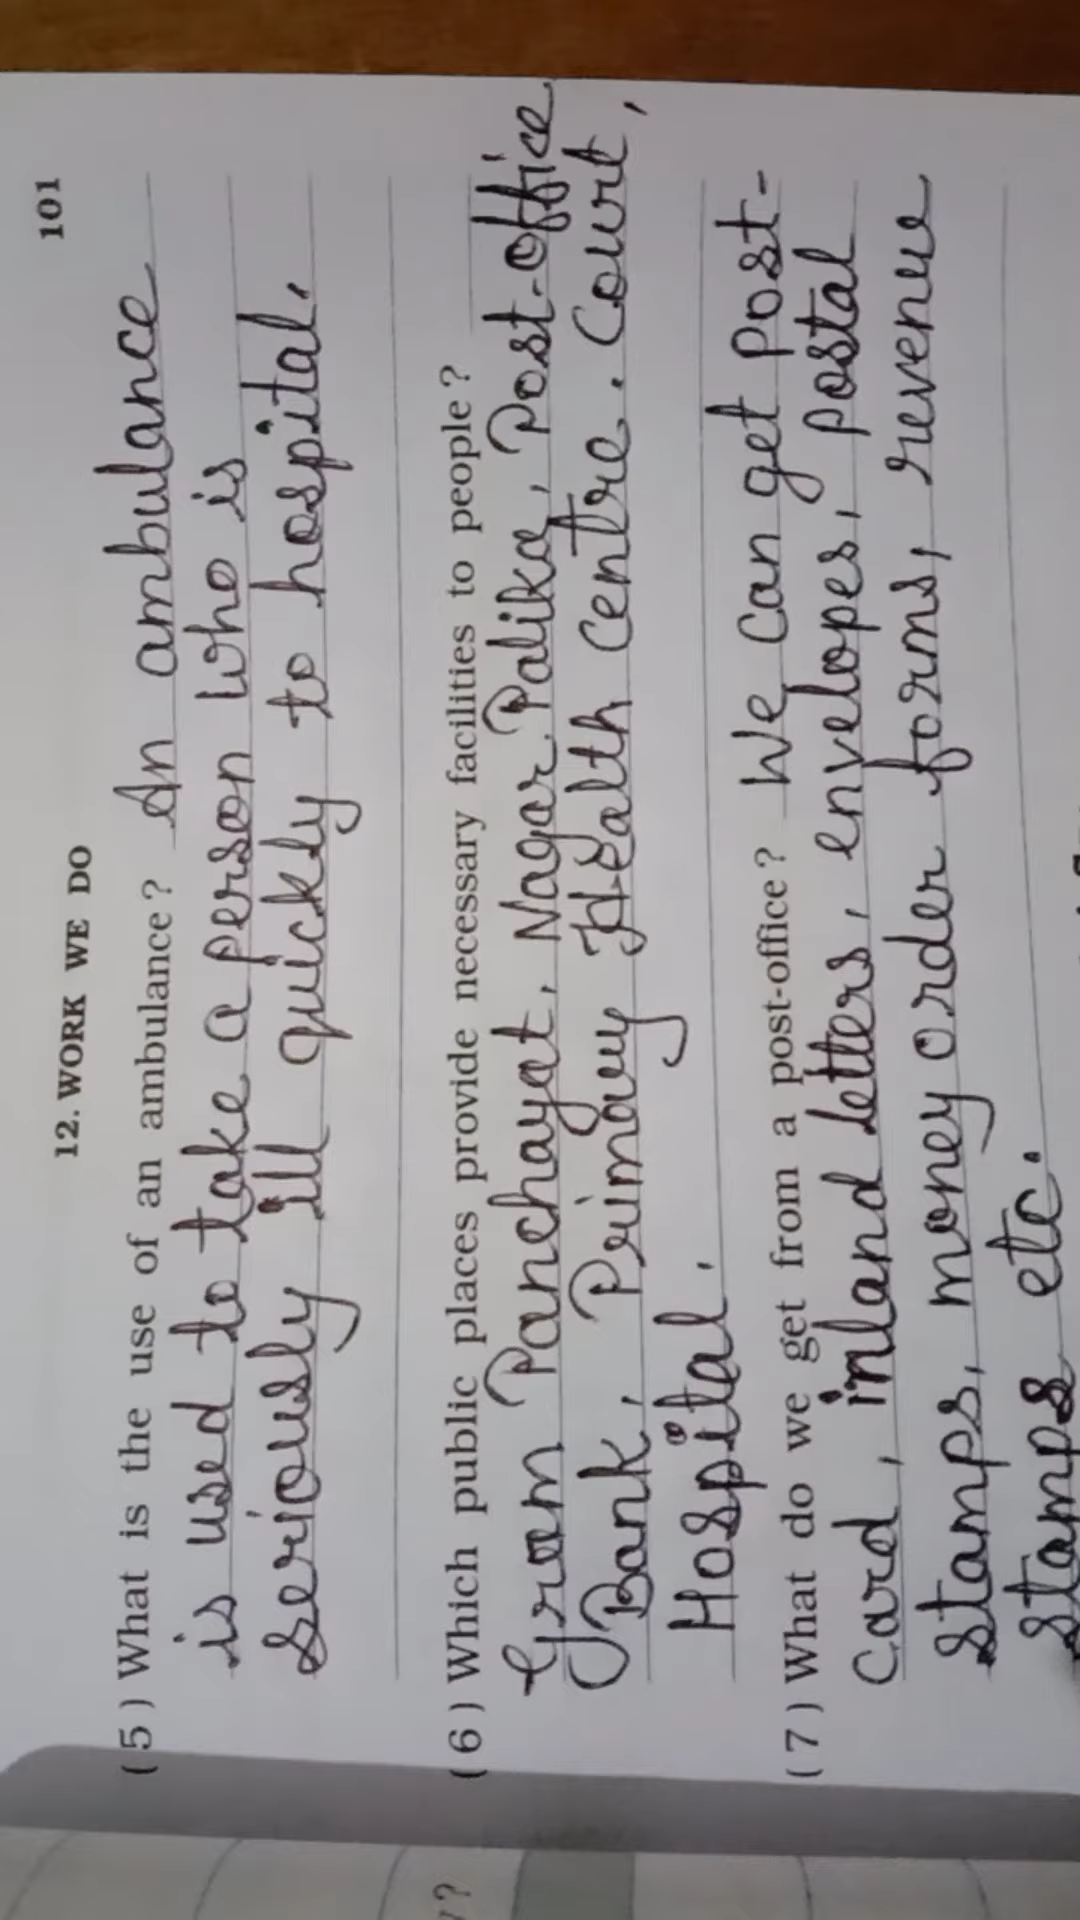 12. WORK WE DO 101
( 5 ) What is the use of an ambulance ? An ambulance
is used to take a person who is
seriously ill quickly to hospital.
( 6 ) Which public places provide necessary facilities to people ?
Gram Panchayat, Nagar Palika, Post-office
Bank, Primary Health Centre. Court,
Hospital.
( 7 ) What do we get from a post-office ? We can get post-
card, inland letters, envelopes, postal
stamps, money order forms, revenue
stamps etc.
?